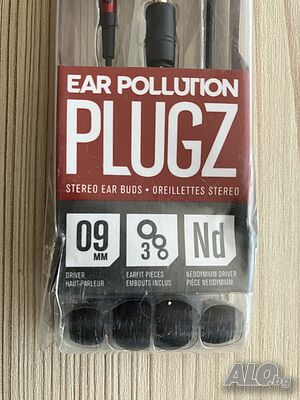 EAR POLLUTION
PLUGZ
STEREO EAR BUDS • OREILLETTES STEREO
09 MM
3
Nd
DRIVER
HAUT-PARLEUR
EARFIT PIECES
EMBOUTS INCLUS
NEODYMIUM DRIVER
PIÈCE NEODYMIUM
ALO.bg